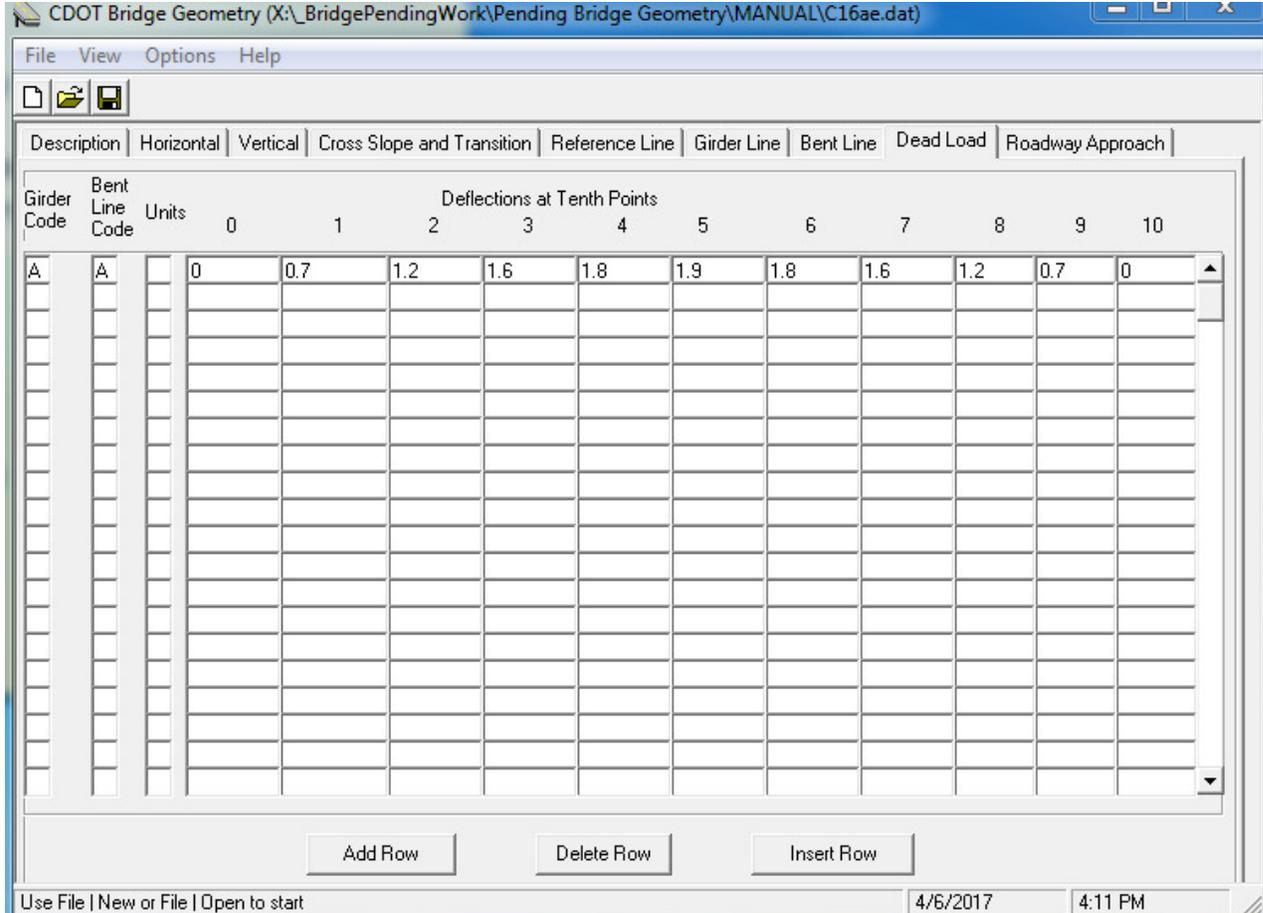 CDOT Bridge Geometry (X:\_BridgePendingWork\Pending Bridge Geometry\MANUAL\C16ae.dat)
File View Options Help
Description Horizontal Vertical Cross Slope and Transition Reference Line Girder Line Bent Line Dead Load Roadway Approach
Girder Code Bent Line Code Units Deflections at Tenth Points
0 1 2 3 4 5 6 7 8 9 10
A A 0 0.7 1.2 1.6 1.8 1.9 1.8 1.6 1.2 0.7 0
Add Row Delete Row Insert Row
Use File | New or File | Open to start 4/6/2017 4:11 PM